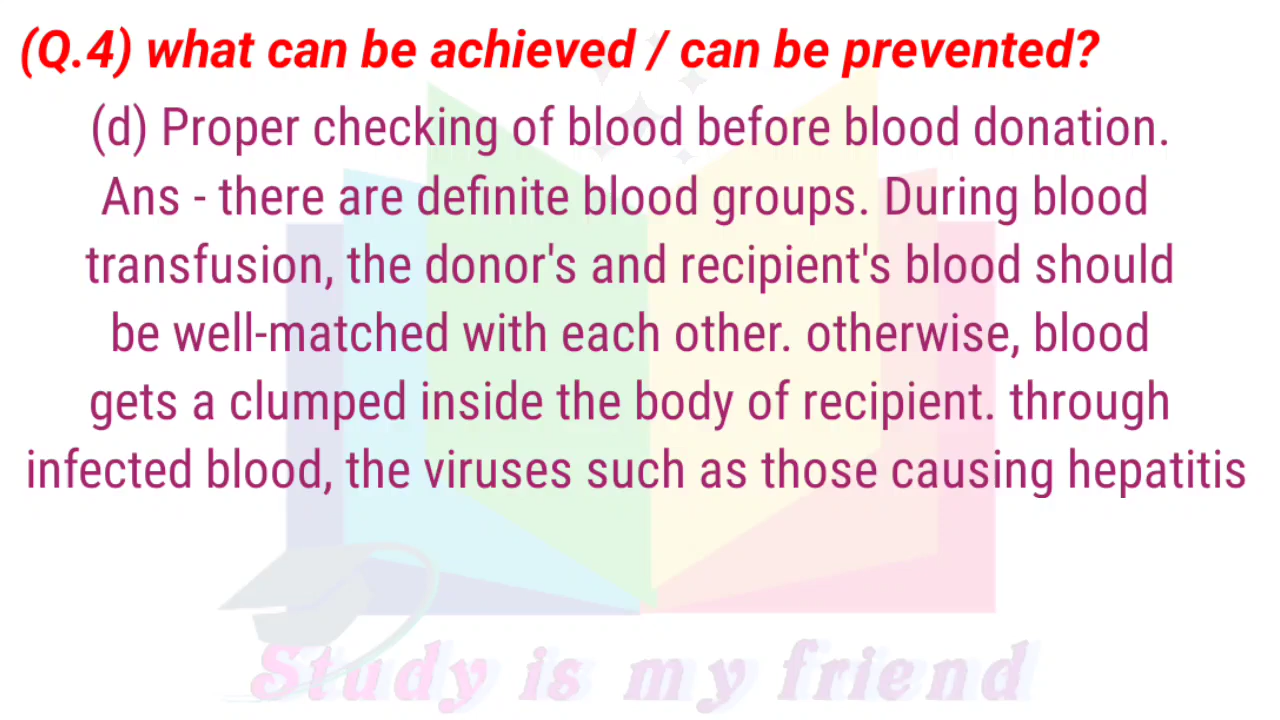 (Q.4) what can be achieved / can be prevented?
(d) Proper checking of blood before blood donation.
Ans - there are definite blood groups. During blood
transfusion, the donor's and recipient's blood should
be well-matched with each other. otherwise, blood
gets a clumped inside the body of recipient. through
infected blood, the viruses such as those causing hepatitis
Study is my friend